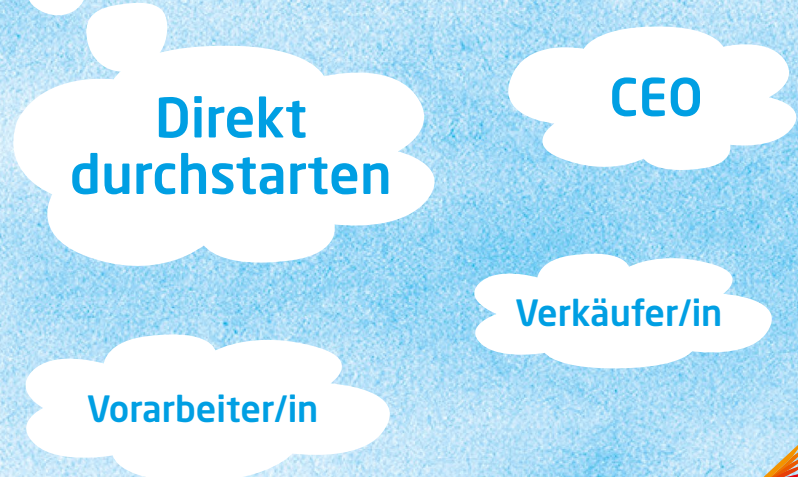 Direkt
durchstarten
CEO
Verkäufer/in
Vorarbeiter/in